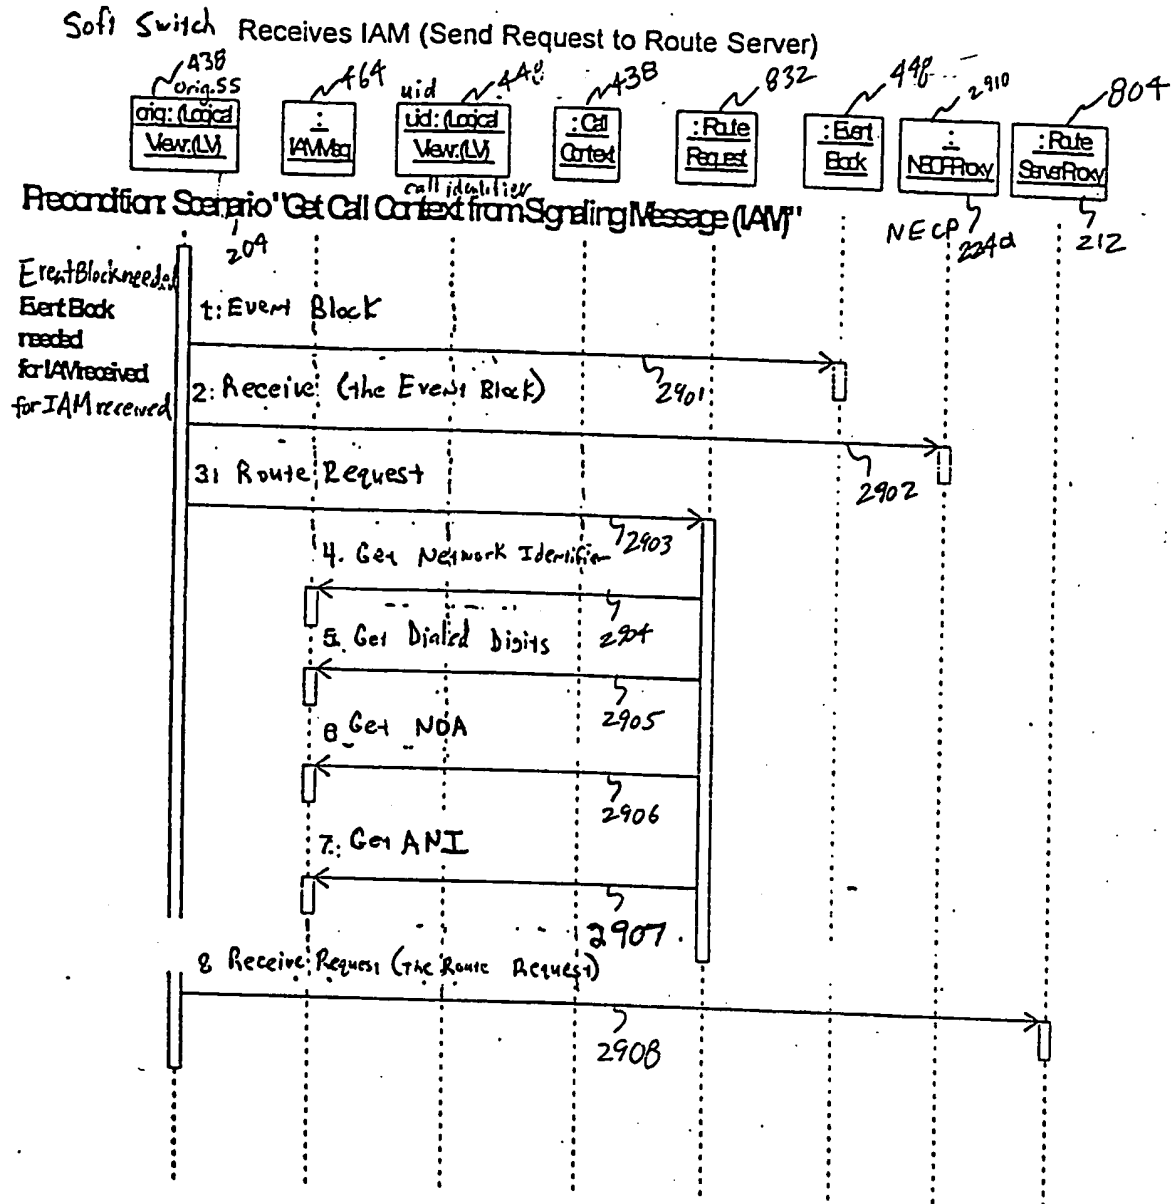 Soft Switch Receives IAM (Send Request to Route Server)
438
orig.SS
orig: (Logical
View:(LV)
464
:
IAMMsg
uid
448
uid: (Logical
View:(LV)
call identifier
438
: Call
Context
832
: Route
Request
448
: Event
Block
2910
:
NECPProxy
804
: Route
ServerProxy
Precondition: Scenario "Get Call Context from Signaling Message (IAM)"
204
NECP
224a
212
EventBlock needed
Event Block
needed
for IAM received
for IAM received
1: Event Block
2901
2: Receive (the Event Block)
2902
3: Route Request
2903
4. Get Network Identifier
2904
5. Get Dialed Digits
2905
6 Get NOA
2906
7: Get ANI
2907
8 Receive Request (the Route Request)
2908